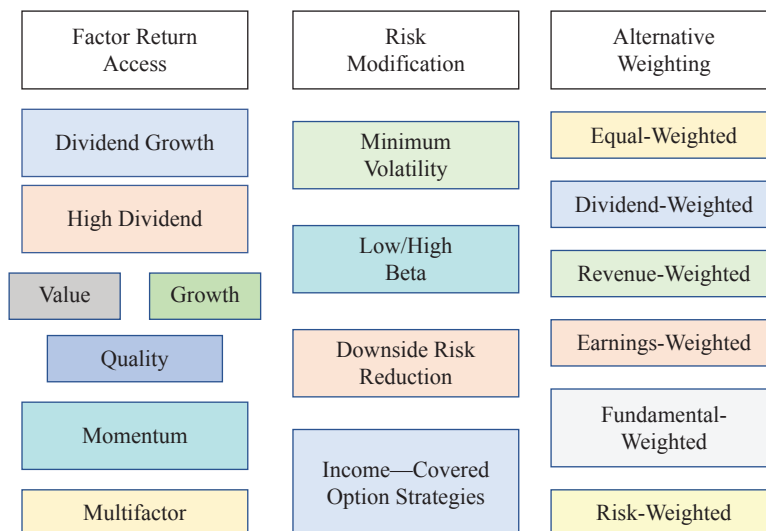 Factor Return
Access
Dividend Growth
High Dividend
Value
Growth
Quality
Momentum
Multifactor
Risk
Modification
Minimum
Volatility
Low/High
Beta
Downside Risk
Reduction
Income—Covered
Option Strategies
Alternative
Weighting
Equal-Weighted
Dividend-Weighted
Revenue-Weighted
Earnings-Weighted
Fundamental-
Weighted
Risk-Weighted